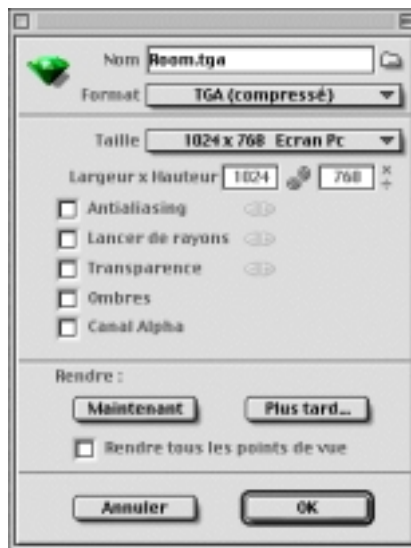 Nom Room.tga
Format TGA (compressé)
Taille 1024 x 768 Ecran Pc
Largeur x Hauteur 1024 768
Antialiasing
Lancer de rayons
Transparence
Ombres
Canal Alpha
Rendre :
Maintenant Plus tard...
Rendre tous les points de vue
Annuler OK